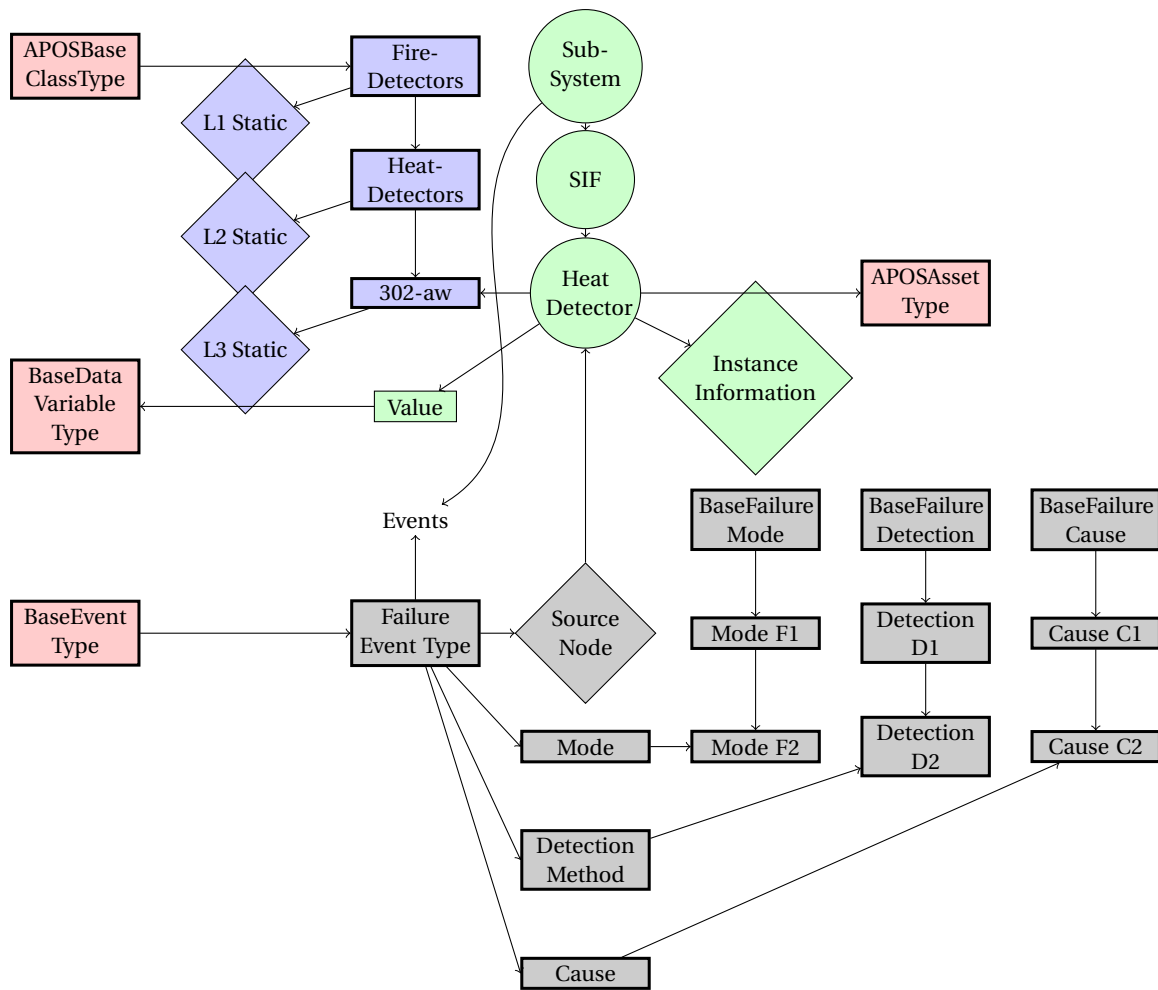 APOSBase
ClassType
Fire-
Detectors
Sub-
System
L1 Static
Heat-
Detectors
SIF
L2 Static
302-aw
Heat
Detector
APOSAsset
Type
L3 Static
Instance
Information
BaseData
Variable
Type
Value
Events
BaseFailure
Mode
BaseFailure
Detection
BaseFailure
Cause
BaseEvent
Type
Failure
Event Type
Source
Node
Mode F1
Detection
D1
Cause C1
Mode
Mode F2
Detection
D2
Cause C2
Detection
Method
Cause